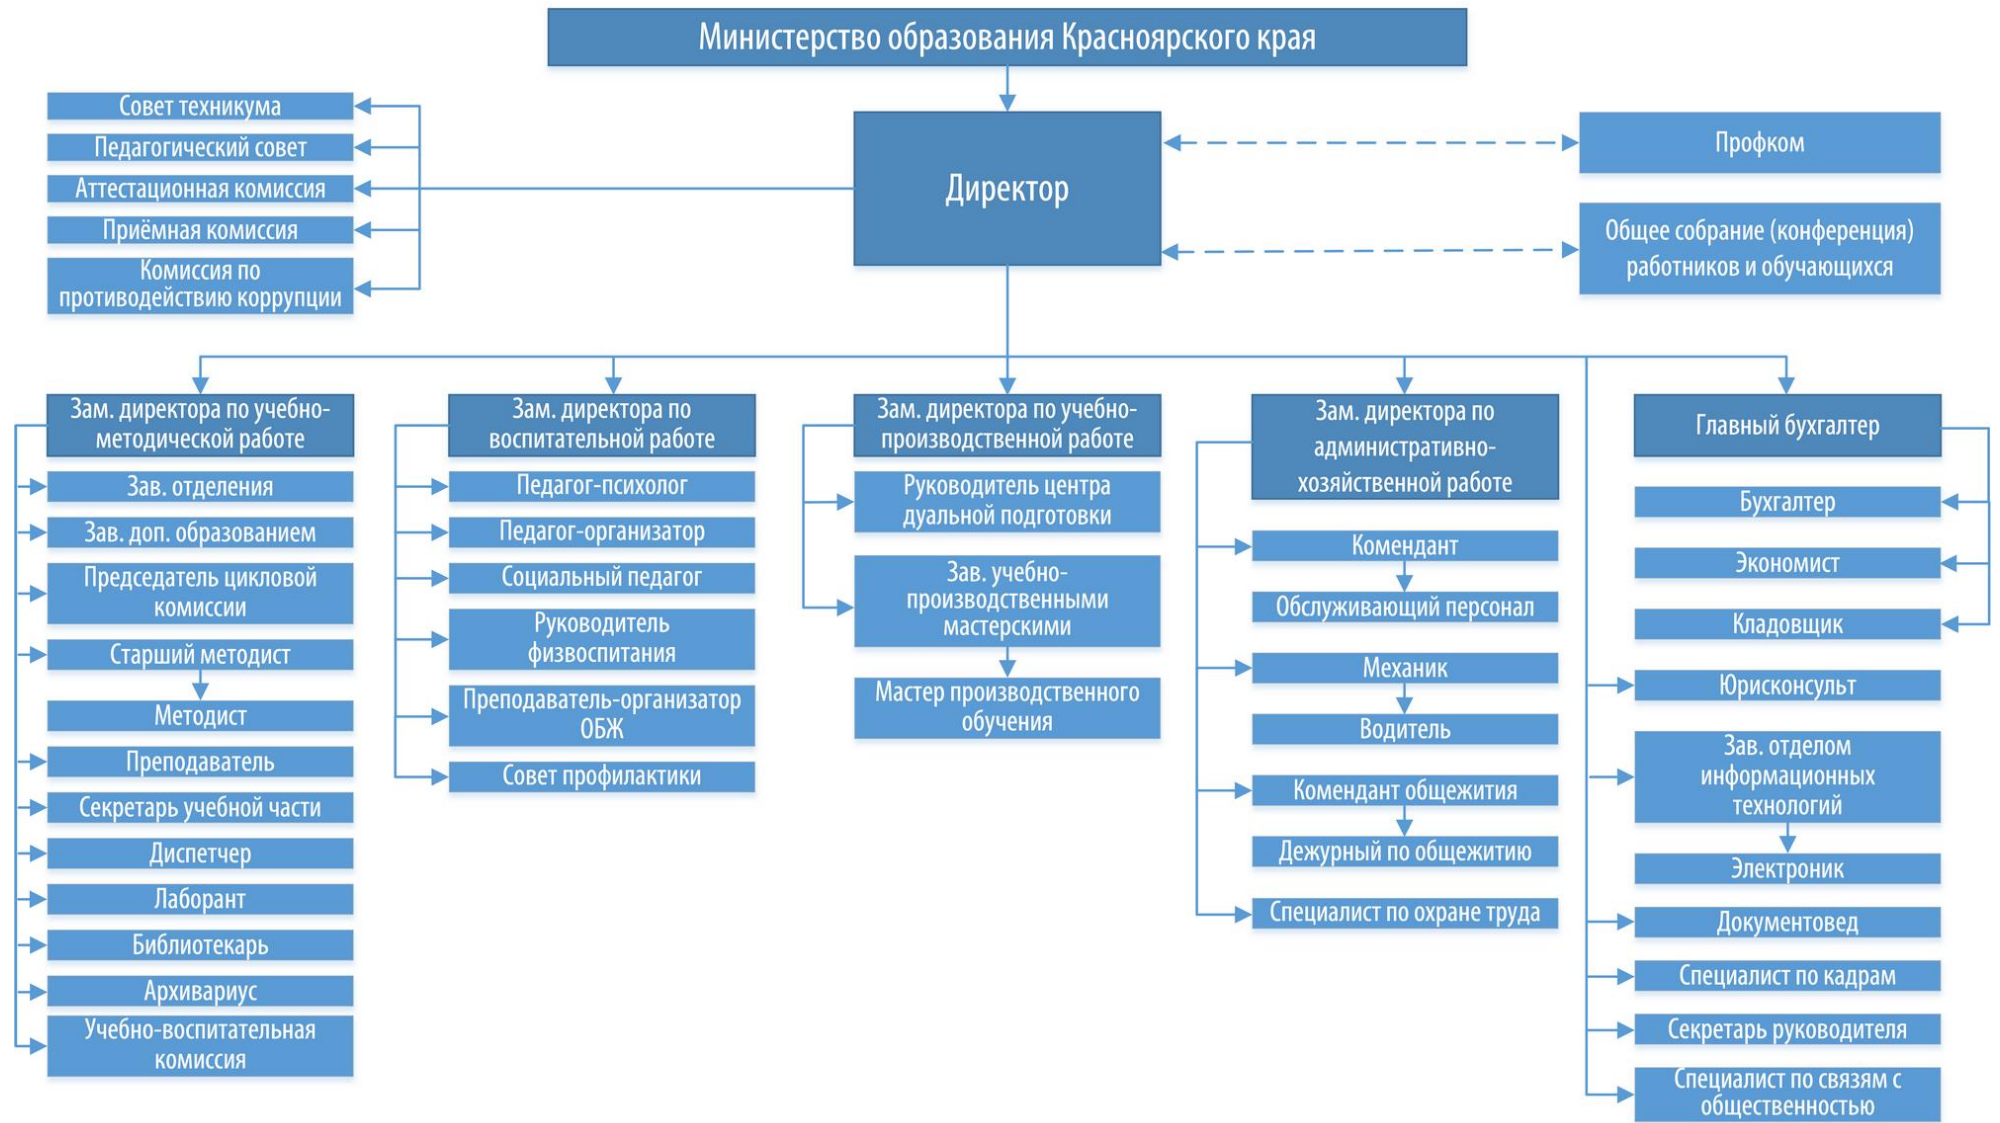 Министерство образования Красноярского края
Совет техникума
Педагогический совет
Аттестационная комиссия
Приёмная комиссия
Комиссия по
противодействию коррупции
Директор
Профком
Общее собрание (конференция)
работников и обучающихся
Зам. директора по учебно-
методической работе
Зав. отделения
Зав. доп. образованием
Председатель цикловой
комиссии
Старший методист
Методист
Преподаватель
Секретарь учебной части
Диспетчер
Лаборант
Библиотекарь
Архивариус
Учебно-воспитательная
комиссия
Зам. директора по
воспитательной работе
Педагог-психолог
Педагог-организатор
Социальный педагог
Руководитель
физвоспитания
Преподаватель-организатор
ОБЖ
Совет профилактики
Зам. директора по учебно-
производственной работе
Руководитель центра
дуальной подготовки
Зав. учебно-
производственными
мастерскими
Мастер производственного
обучения
Зам. директора по
административно-
хозяйственной работе
Комендант
Обслуживающий персонал
Механик
Водитель
Комендант общежития
Дежурный по общежитию
Специалист по охране труда
Главный бухгалтер
Бухгалтер
Экономист
Кладовщик
Юрисконсульт
Зав. отделом
информационных
технологий
Электроник
Документовед
Специалист по кадрам
Секретарь руководителя
Специалист по связям с
общественностью